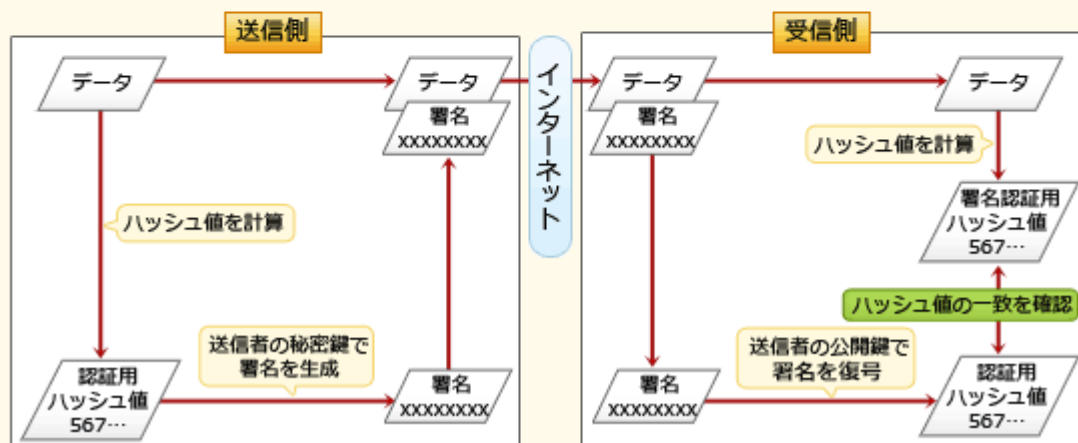 送信側
データ
データ
署名
xxxxxxxx
ハッシュ値を計算
認証用
ハッシュ値
567…
送信者の秘密鍵で
署名を生成
署名
xxxxxxxx
インターネット
受信側
データ
署名
xxxxxxxx
データ
ハッシュ値を計算
署名認証用
ハッシュ値
567…
ハッシュ値の一致を確認
署名
xxxxxxxx
送信者の公開鍵で
署名を復号
認証用
ハッシュ値
567…